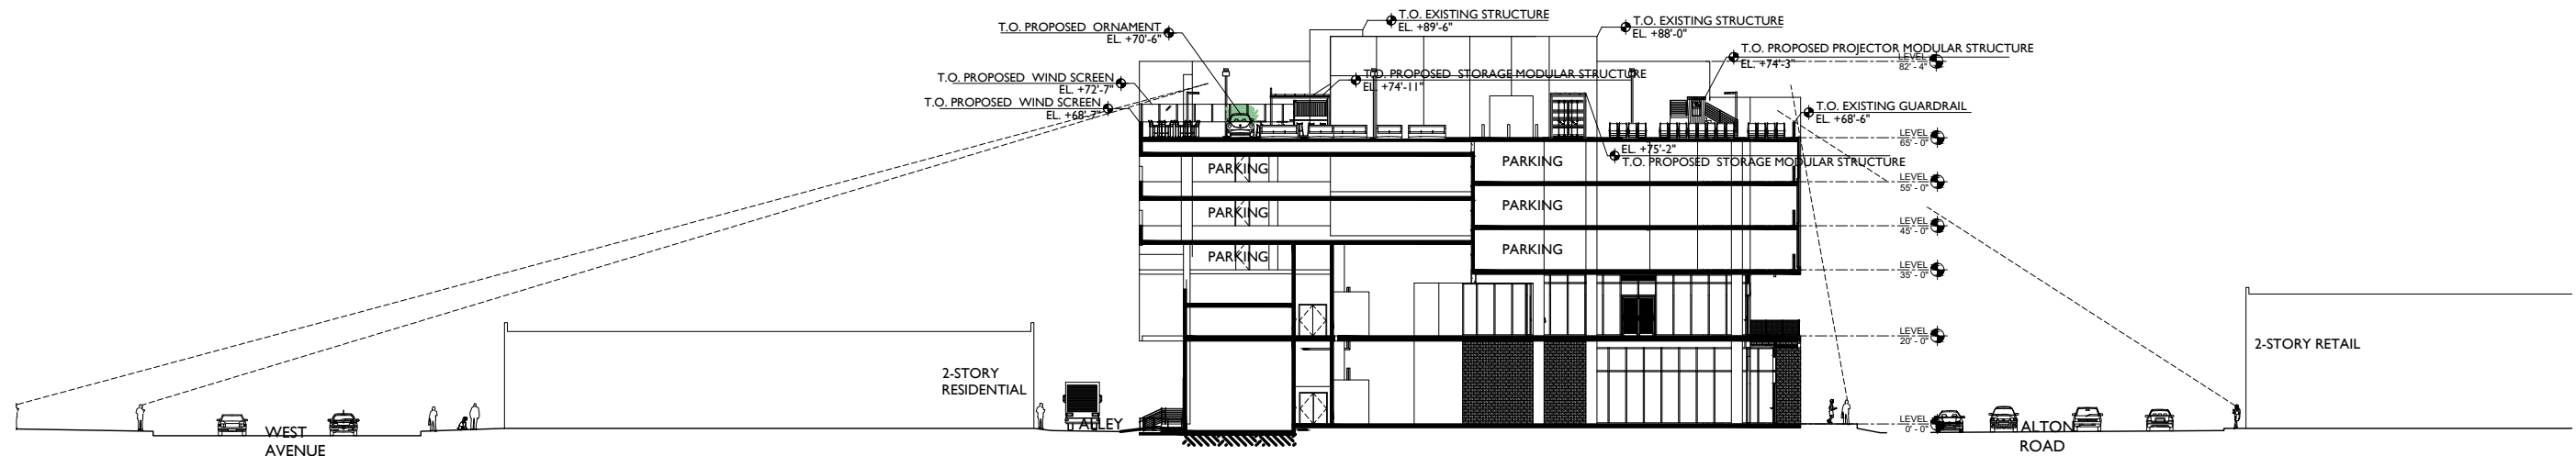 T.O. PROPOSED ORNAMENT
EL. +70'-6"
T.O. EXISTING STRUCTURE
EL. +89'-6"
T.O. EXISTING STRUCTURE
EL. +88'-0"
T.O. PROPOSED PROJECTOR MODULAR STRUCTURE
EL. +74'-3"
LEVEL
82' - 4"
T.O. PROPOSED WIND SCREEN
EL. +72'-7"
T.O. PROPOSED STORAGE MODULAR STRUCTURE
EL. +74'-11"
T.O. PROPOSED WIND SCREEN
EL. +68'-7"
T.O. EXISTING GUARDRAIL
EL. +68'-6"
LEVEL
65' - 0"
EL. +75'-2"
T.O. PROPOSED STORAGE MODULAR STRUCTURE
PARKING
PARKING
LEVEL
55' - 0"
PARKING
PARKING
LEVEL
45' - 0"
PARKING
PARKING
LEVEL
35' - 0"
LEVEL
20' - 0"
2-STORY
RESIDENTIAL
2-STORY RETAIL
WEST
AVENUE
ALLEY
LEVEL
0' - 0"
ALTON
ROAD